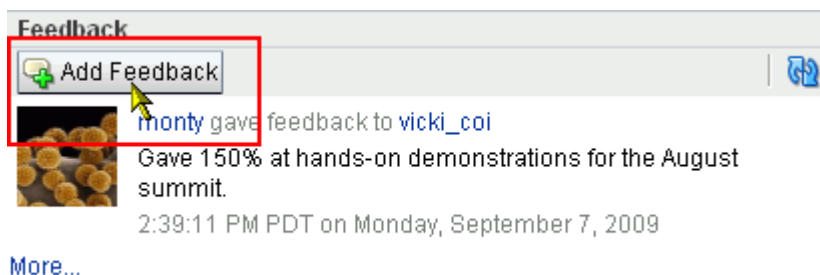 Feedback
Add Feedback
monty gave feedback to vicki_coi
Gave 150% at hands-on demonstrations for the August
summit.
2:39:11 PM PDT on Monday, September 7, 2009
More...